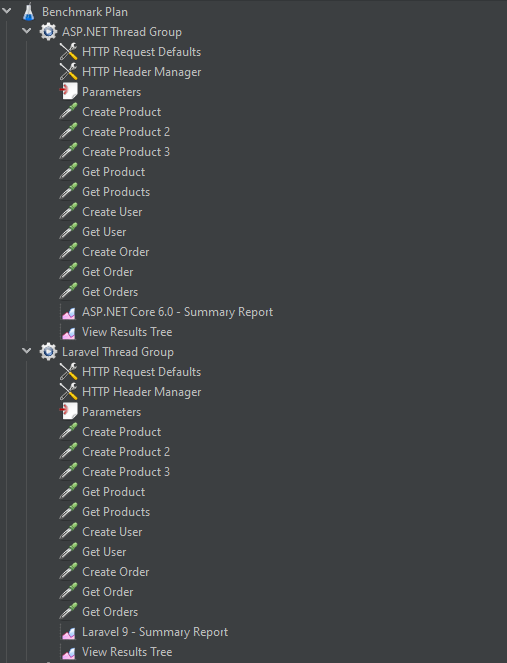 Benchmark Plan
ASP.NET Thread Group
HTTP Request Defaults
HTTP Header Manager
Parameters
Create Product
Create Product 2
Create Product 3
Get Product
Get Products
Create User
Get User
Create Order
Get Order
Get Orders
ASP.NET Core 6.0 - Summary Report
View Results Tree
Laravel Thread Group
HTTP Request Defaults
HTTP Header Manager
Parameters
Create Product
Create Product 2
Create Product 3
Get Product
Get Products
Create User
Get User
Create Order
Get Order
Get Orders
Laravel 9 - Summary Report
View Results Tree